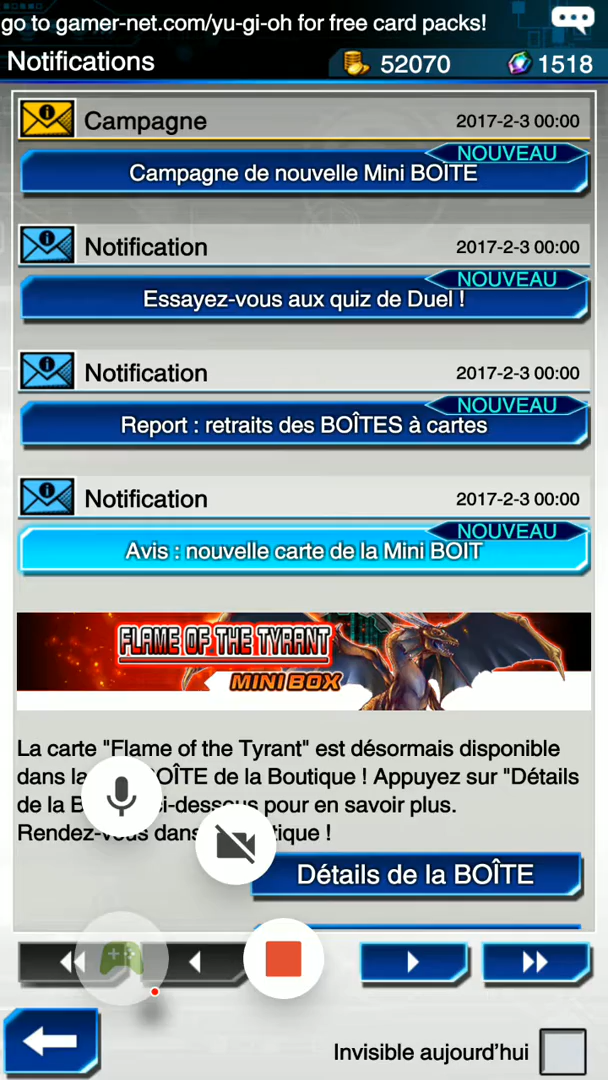 go to gamer-net.com/yu-gi-oh for free card packs!
Notifications
52070
1518
Campagne
2017-2-3 00:00
NOUVEAU
Campagne de nouvelle Mini BOÎTE
Notification
2017-2-3 00:00
NOUVEAU
Essayez-vous aux quiz de Duel !
Notification
2017-2-3 00:00
NOUVEAU
Report : retraits des BOÎTES à cartes
Notification
2017-2-3 00:00
NOUVEAU
Avis : nouvelle carte de la Mini BOIT
FLAME OF THE TYRANT
MINI BOX
La carte "Flame of the Tyrant" est désormais disponible
dans OÎTE de la Boutique ! Appuyez sur "Détails
de la ci-dessous pour en savoir plus.
Rendez-vous dans tique !
Détails de la BOÎTE
Invisible aujourd'hui